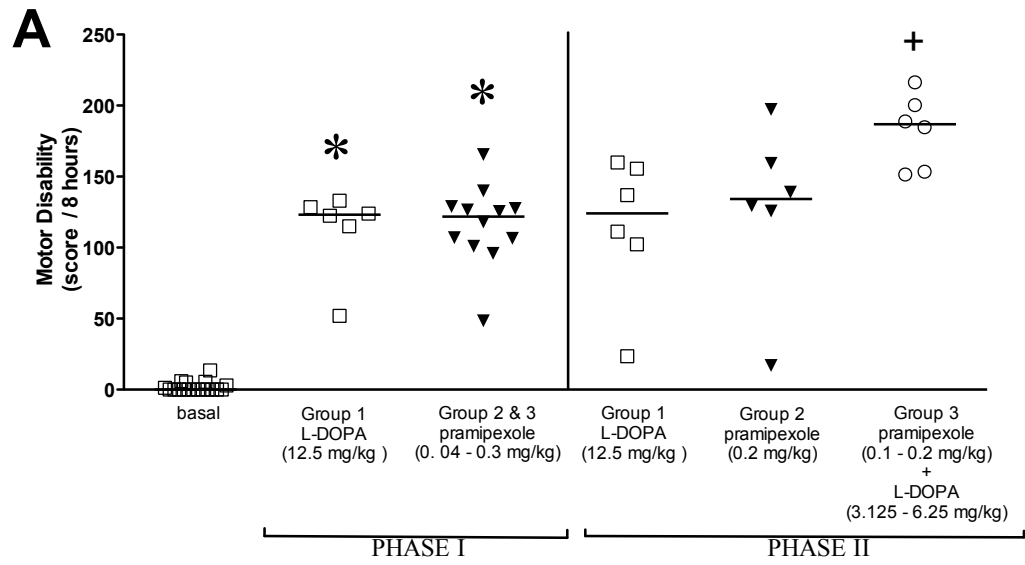 A
Motor Disability
(score / 8 hours)
250
200
150
100
50
0
*
*
+
basal
Group 1
L-DOPA
(12.5 mg/kg )
Group 2 & 3
pramipexole
(0. 04 - 0.3 mg/kg)
Group 1
L-DOPA
(12.5 mg/kg )
Group 2
pramipexole
(0.2 mg/kg)
Group 3
pramipexole
(0.1 - 0.2 mg/kg)
+
L-DOPA
(3.125 - 6.25 mg/kg)
PHASE I
PHASE II